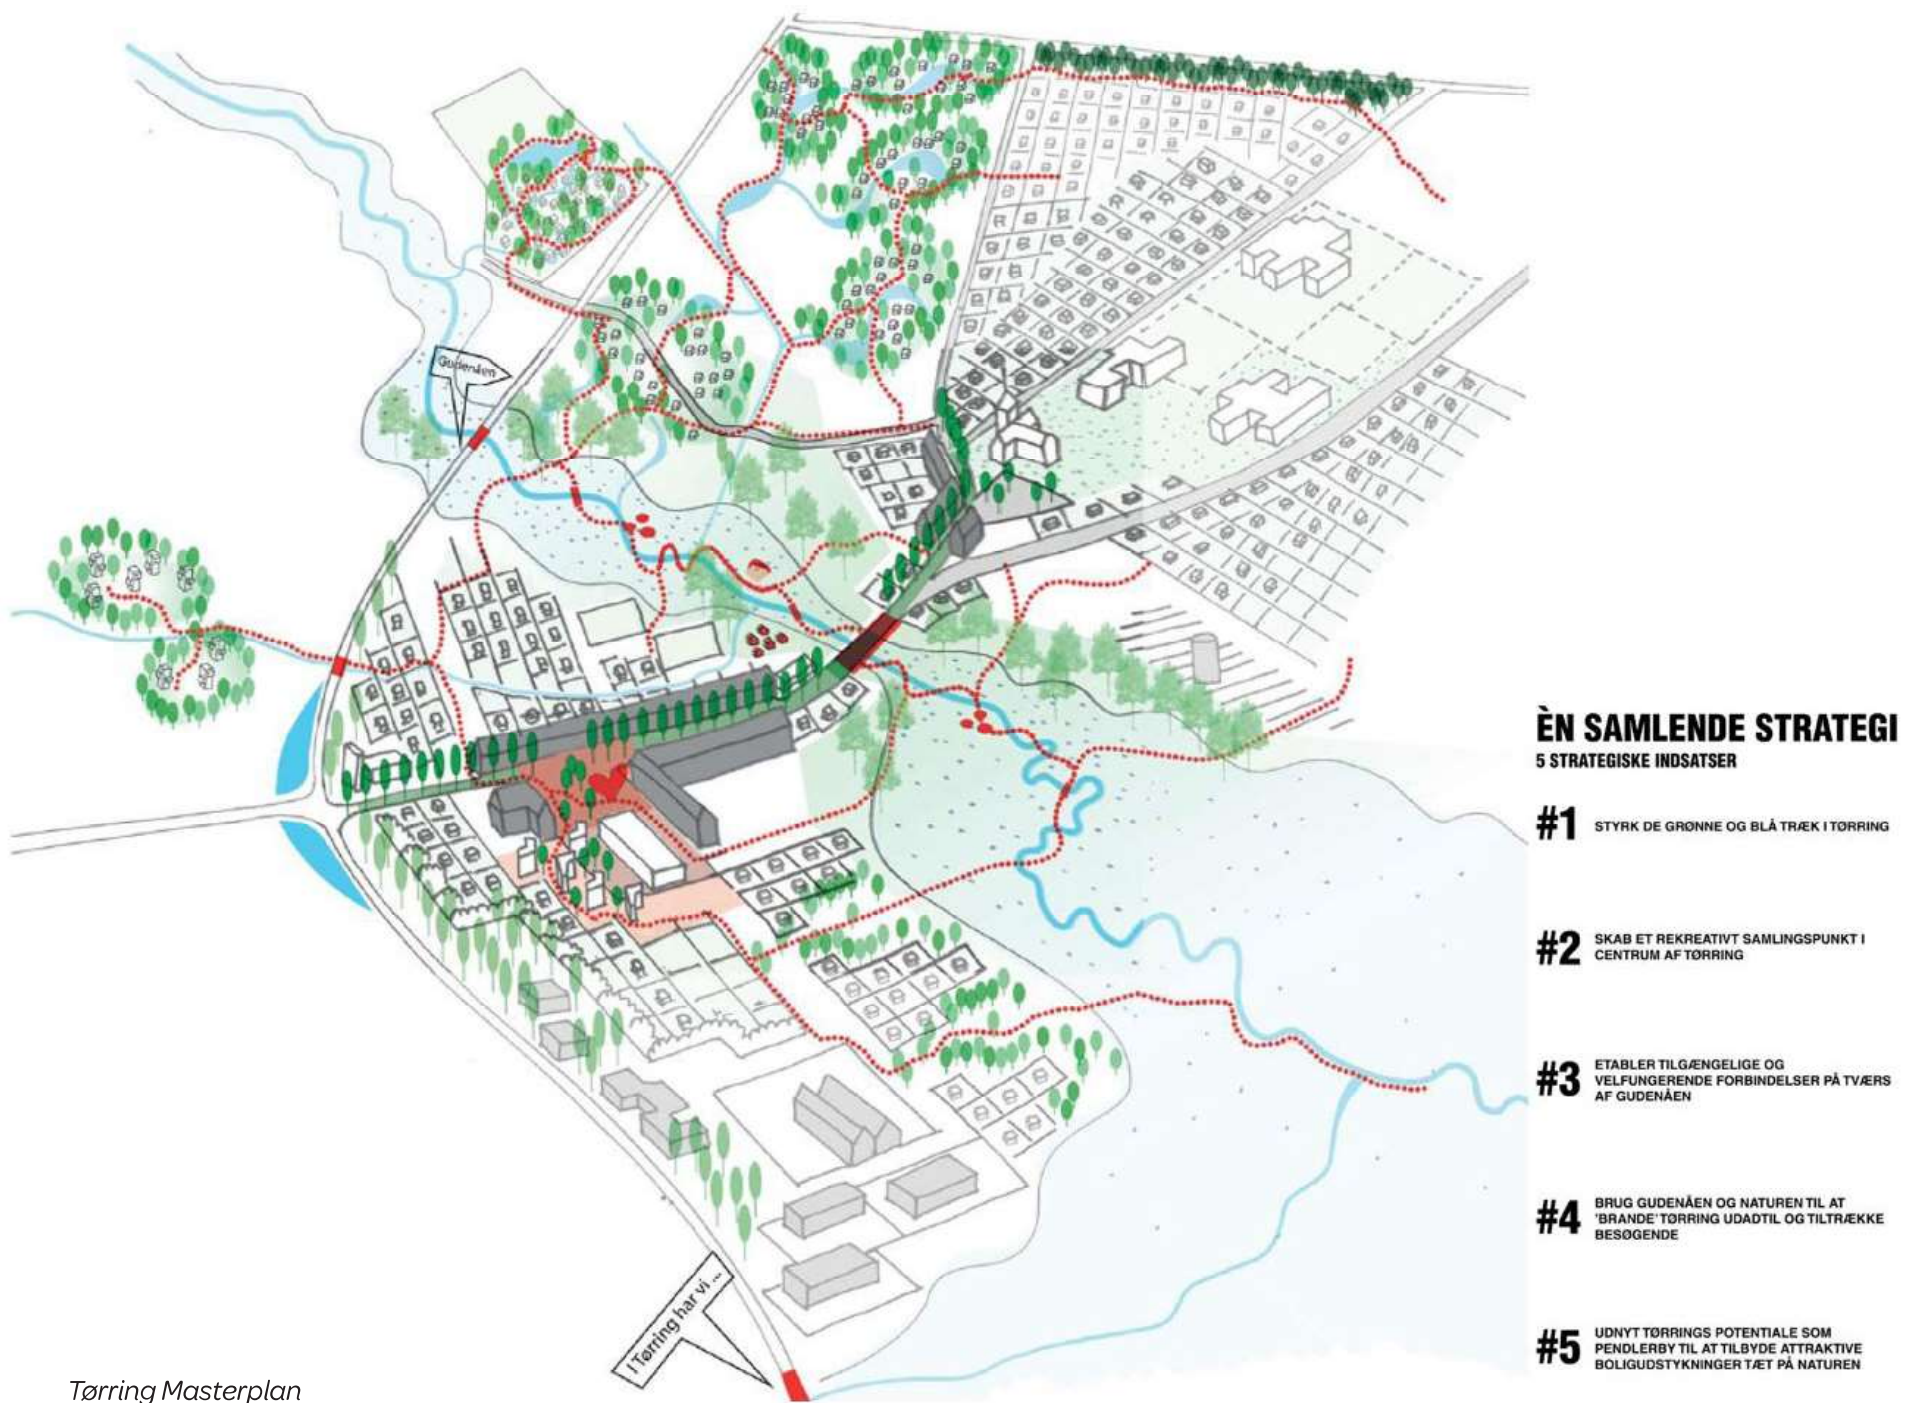 Gudenåen
I Tørring har vi ...
Tørring Masterplan
ÈN SAMLENDE STRATEGI
5 STRATEGISKE INDSATSER
#1 STYRK DE GRØNNE OG BLÅ TRÆK I TØRRING
#2 SKAB ET REKREATIVT SAMLINGSPUNKT I
CENTRUM AF TØRRING
#3 ETABLER TILGÆNGELIGE OG
VELFUNGERENDE FORBINDELSER PÅ TVÆRS
AF GUDENÅEN
#4 BRUG GUDENÅEN OG NATUREN TIL AT
'BRANDE' TØRRING UDADTIL OG TILTRÆKKE
BESØGENDE
#5 UDNYT TØRRINGS POTENTIALE SOM
PENDLERBY TIL AT TILBYDE ATTRAKTIVE
BOLIGUDSTYKNINGER TÆT PÅ NATUREN